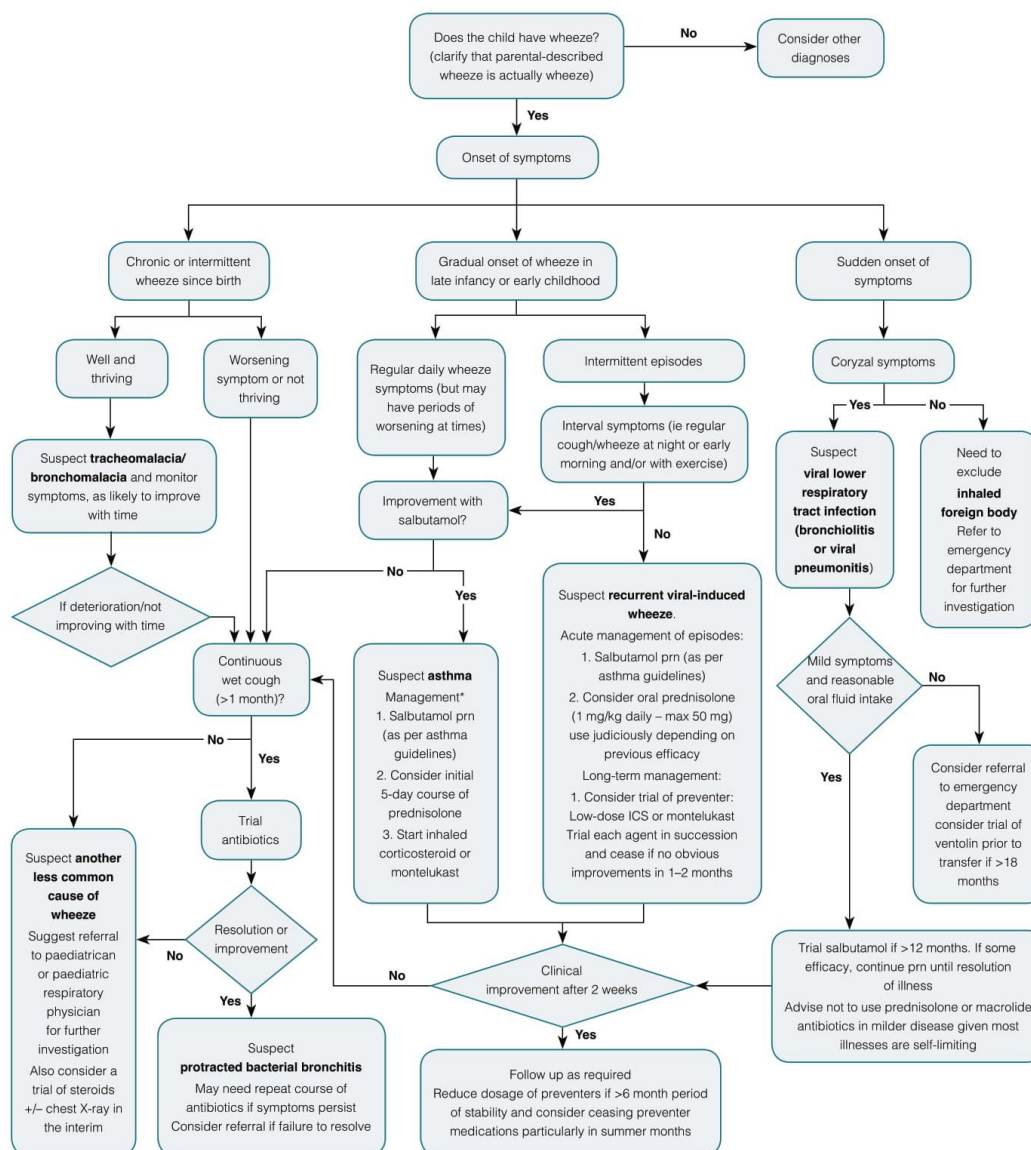 Does the child have wheeze?
(clarify that parental-described
wheeze is actually wheeze)
No
Consider other
diagnoses
Yes
Onset of symptoms
Chronic or intermittent
wheeze since birth
Gradual onset of wheeze in
late infancy or early childhood
Sudden onset of
symptoms
Well and
thriving
Worsening
symptom or not
thriving
Regular daily wheeze
symptoms (but may
have periods of
worsening at times)
Intermittent episodes
Coryzal symptoms
Yes
No
Suspect tracheomalacia/
bronchomalacia and monitor
symptoms, as likely to improve
with time
Interval symptoms (ie regular
cough/wheeze at night or early
morning and/or with exercise)
Suspect
viral lower
respiratory
tract infection
(bronchiolitis
or viral
pneumonitis)
Need to
exclude
inhaled
foreign body
Refer to
emergency
department
for further
investigation
Improvement with
salbutamol?
Yes
No
No
Yes
If deterioration/not
improving with time
Continuous
wet cough
(>1 month)?
Suspect asthma
Management*
1. Salbutamol prn
(as per asthma
guidelines)
2. Consider initial
5-day course of
prednisolone
3. Start inhaled
corticosteroid or
montelukast
Suspect recurrent viral-induced
wheeze.
Acute management of episodes:
1. Salbutamol prn (as per
asthma guidelines)
2. Consider oral prednisolone
(1 mg/kg daily – max 50 mg)
use judiciously depending on
previous efficacy
Long-term management:
1. Consider trial of preventer:
Low-dose ICS or montelukast
Trial each agent in succession
and cease if no obvious
improvements in 1–2 months
Mild symptoms
and reasonable
oral fluid intake
No
Yes
Consider referral
to emergency
department
consider trial of
ventolin prior to
transfer if >18
months
No
Yes
Trial
antibiotics
Suspect another
less common
cause of
wheeze
Suggest referral
to paediatrican
or paediatric
respiratory
physician
for further
investigation
Also consider a
trial of steroids
+/– chest X-ray in
the interim
Resolution or
improvement
No
Yes
Suspect
protracted bacterial bronchitis
May need repeat course of
antibiotics if symptoms persist
Consider referral if failure to resolve
Clinical
improvement after 2 weeks
No
Yes
Trial salbutamol if >12 months. If some
efficacy, continue prn until resolution
of illness
Advise not to use prednisolone or macrolide
antibiotics in milder disease given most
illnesses are self-limiting
Follow up as required
Reduce dosage of preventers if >6 month period
of stability and consider ceasing preventer
medications particularly in summer months